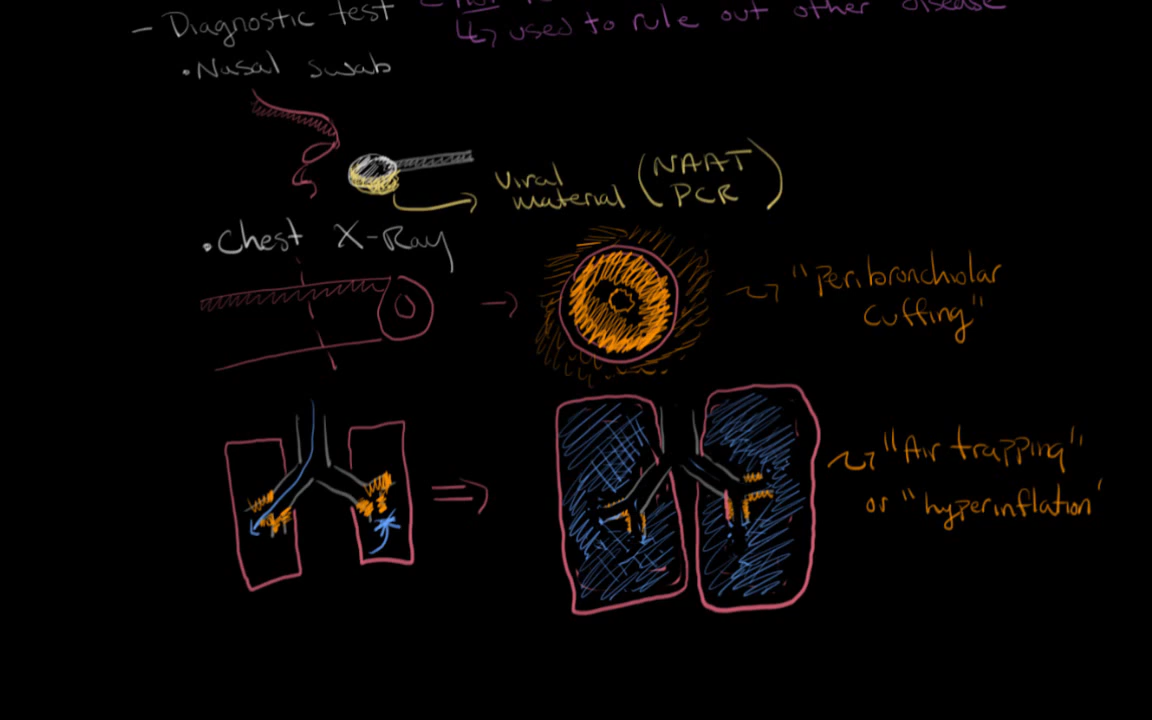 - Diagnostic test
↳ used to rule out other disease
• Nasal swab
Viral material (NAAT PCR)
• Chest X-Ray
"peribronchiolar
cuffing"
"Air trapping"
or "hyperinflation"